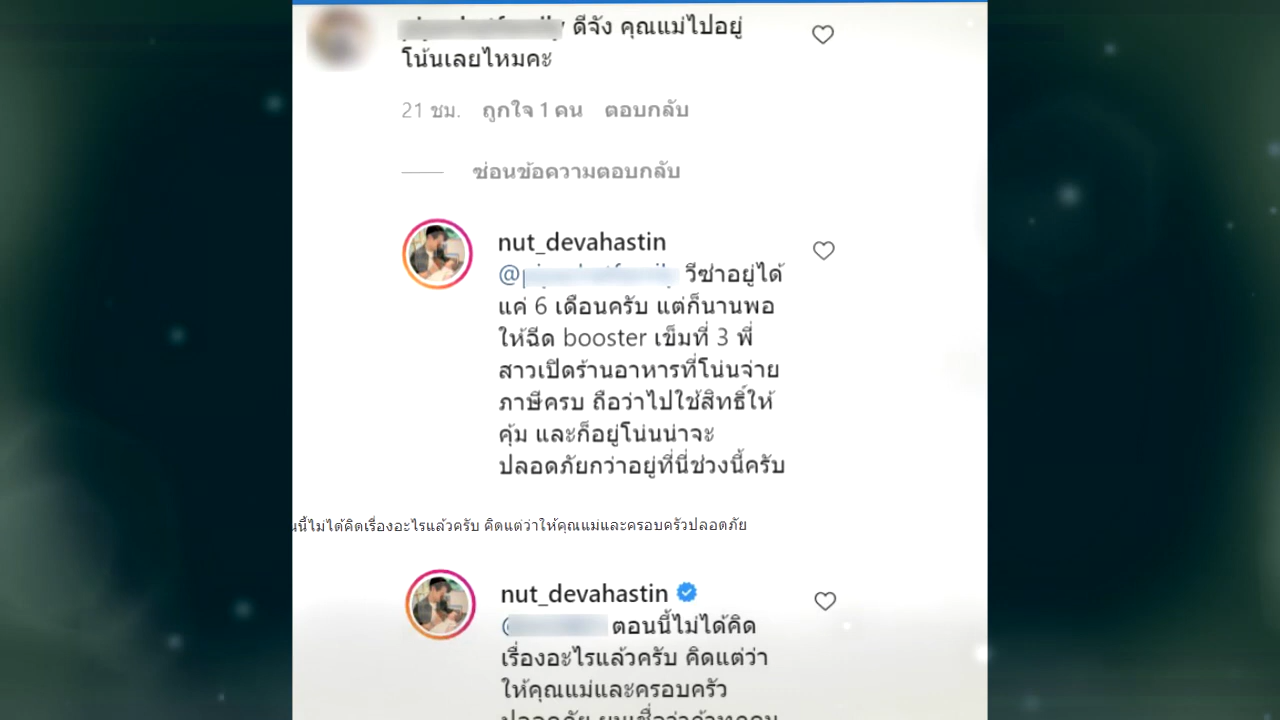 ดีจัง คุณแม่ไปอยู่
โน้นเลยไหมคะ
21 ชม. ถูกใจ 1 คน ตอบกลับ
ซ่อนข้อความตอบกลับ
nut_devahastin
@ วีซ่าอยู่ได้
แค่ 6 เดือนครับ แต่ก็นานพอ
ให้ฉีด booster เข็มที่ 3 พี่
สาวเปิดร้านอาหารที่โน่นจ่าย
ภาษีครบ ถือว่าไปใช้สิทธิ์ให้
คุ้ม และก็อยู่โน่นน่าจะ
ปลอดภัยกว่าอยู่ที่นี่ช่วงนี้ครับ
นี้ไม่ได้คิดเรื่องอะไรแล้วครับ คิดแต่ว่าให้คุณแม่และครอบครัวปลอดภัย
nut_devahastin
@ ตอนนี้ไม่ได้คิด
เรื่องอะไรแล้วครับ คิดแต่ว่า
ให้คุณแม่และครอบครัว